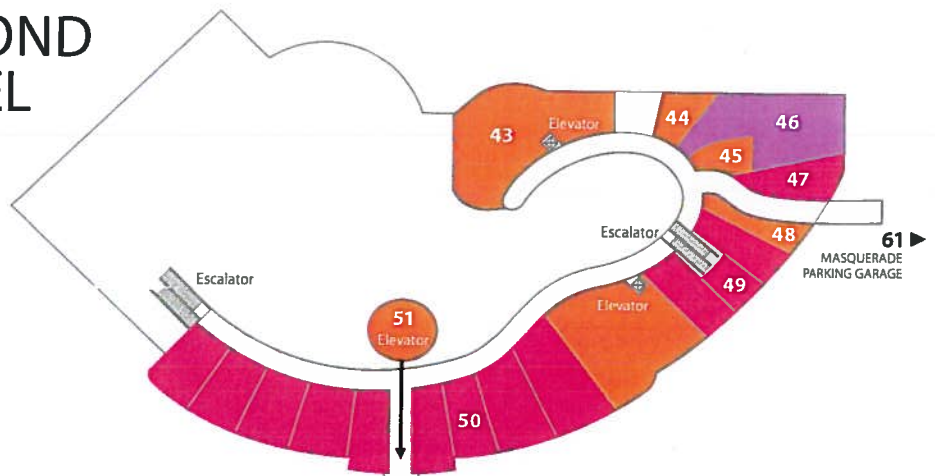 OND
EL
43
Elevator
44
46
45
47
48
61
MASQUERADE
PARKING GARAGE
Escalator
49
Elevator
Escalator
51
Elevator
50